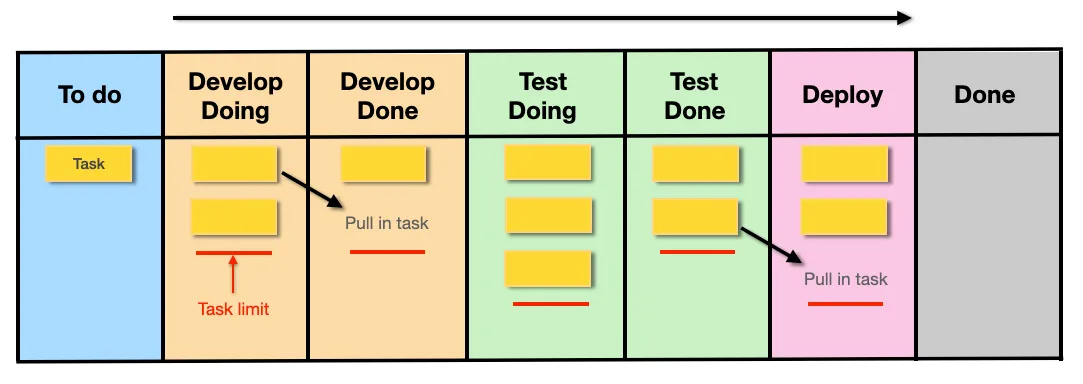 To do
Develop
Doing
Develop
Done
Test
Doing
Test
Done
Deploy
Done
Task
Pull in task
Task limit
Pull in task